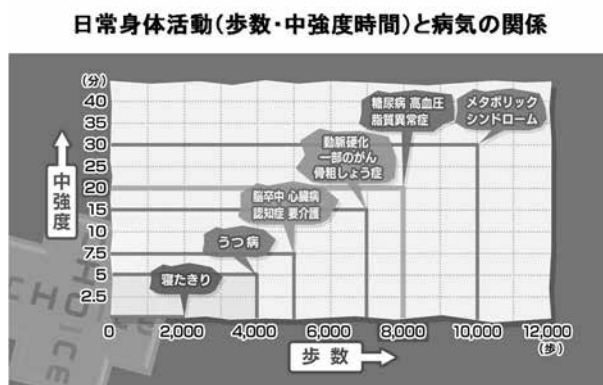 日常身体活動(歩数・中強度時間)と病気の関係
(分)
40
35
30
25
20
15
10
7.5
5
2.5
中強度
糖尿病 高血圧
脂質異常症
メタボリック
シンドローム
動脈硬化
一部のがん
骨粗しょう症
脳卒中 心臓病
認知症 要介護
うつ病
寝たきり
0
2,000
4,000
6,000
8,000
10,000
12,000
(歩)
歩数
CHOICE
CHOICE